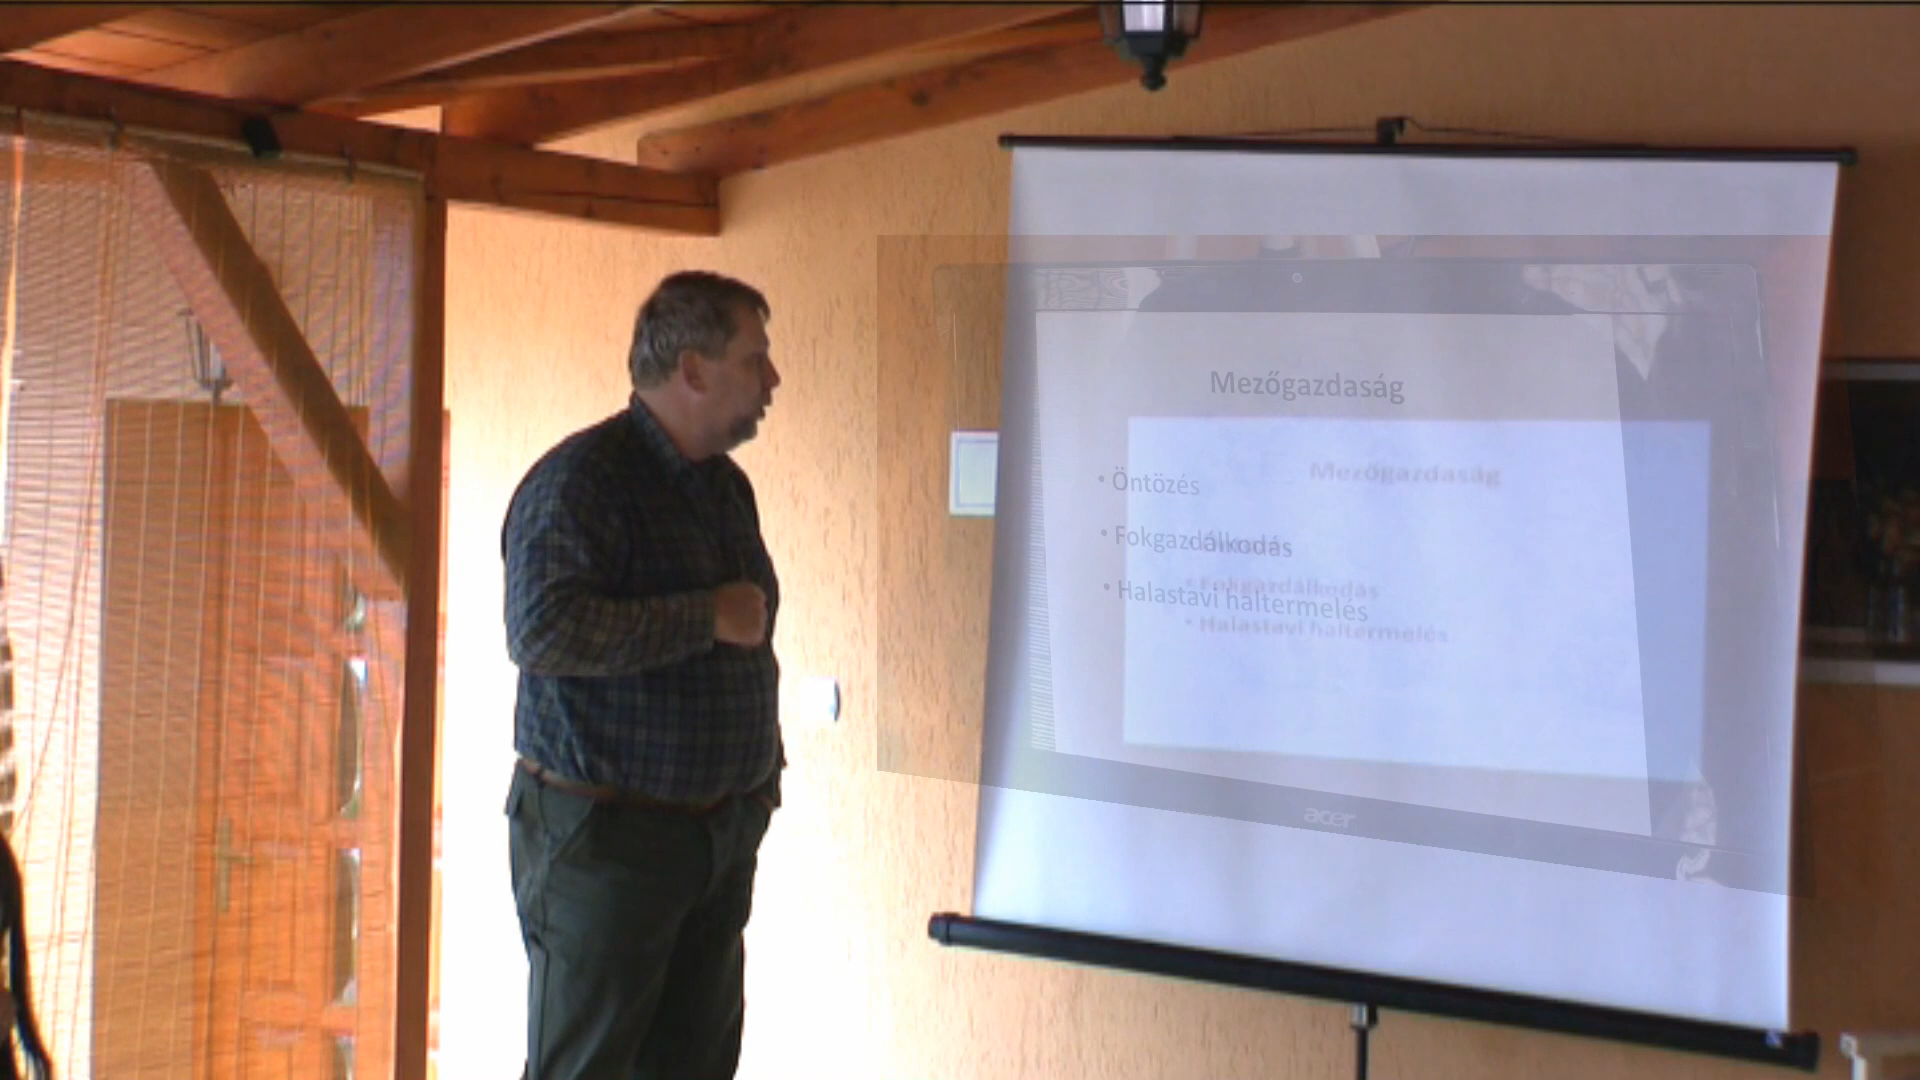 Mezőgazdaság
• Öntözés
• Fokgazdálkodás
• Halastavi haltermelés
Mezőgazdaság
• Fokgazdálkodás
• Halastavi haltermelés
acer